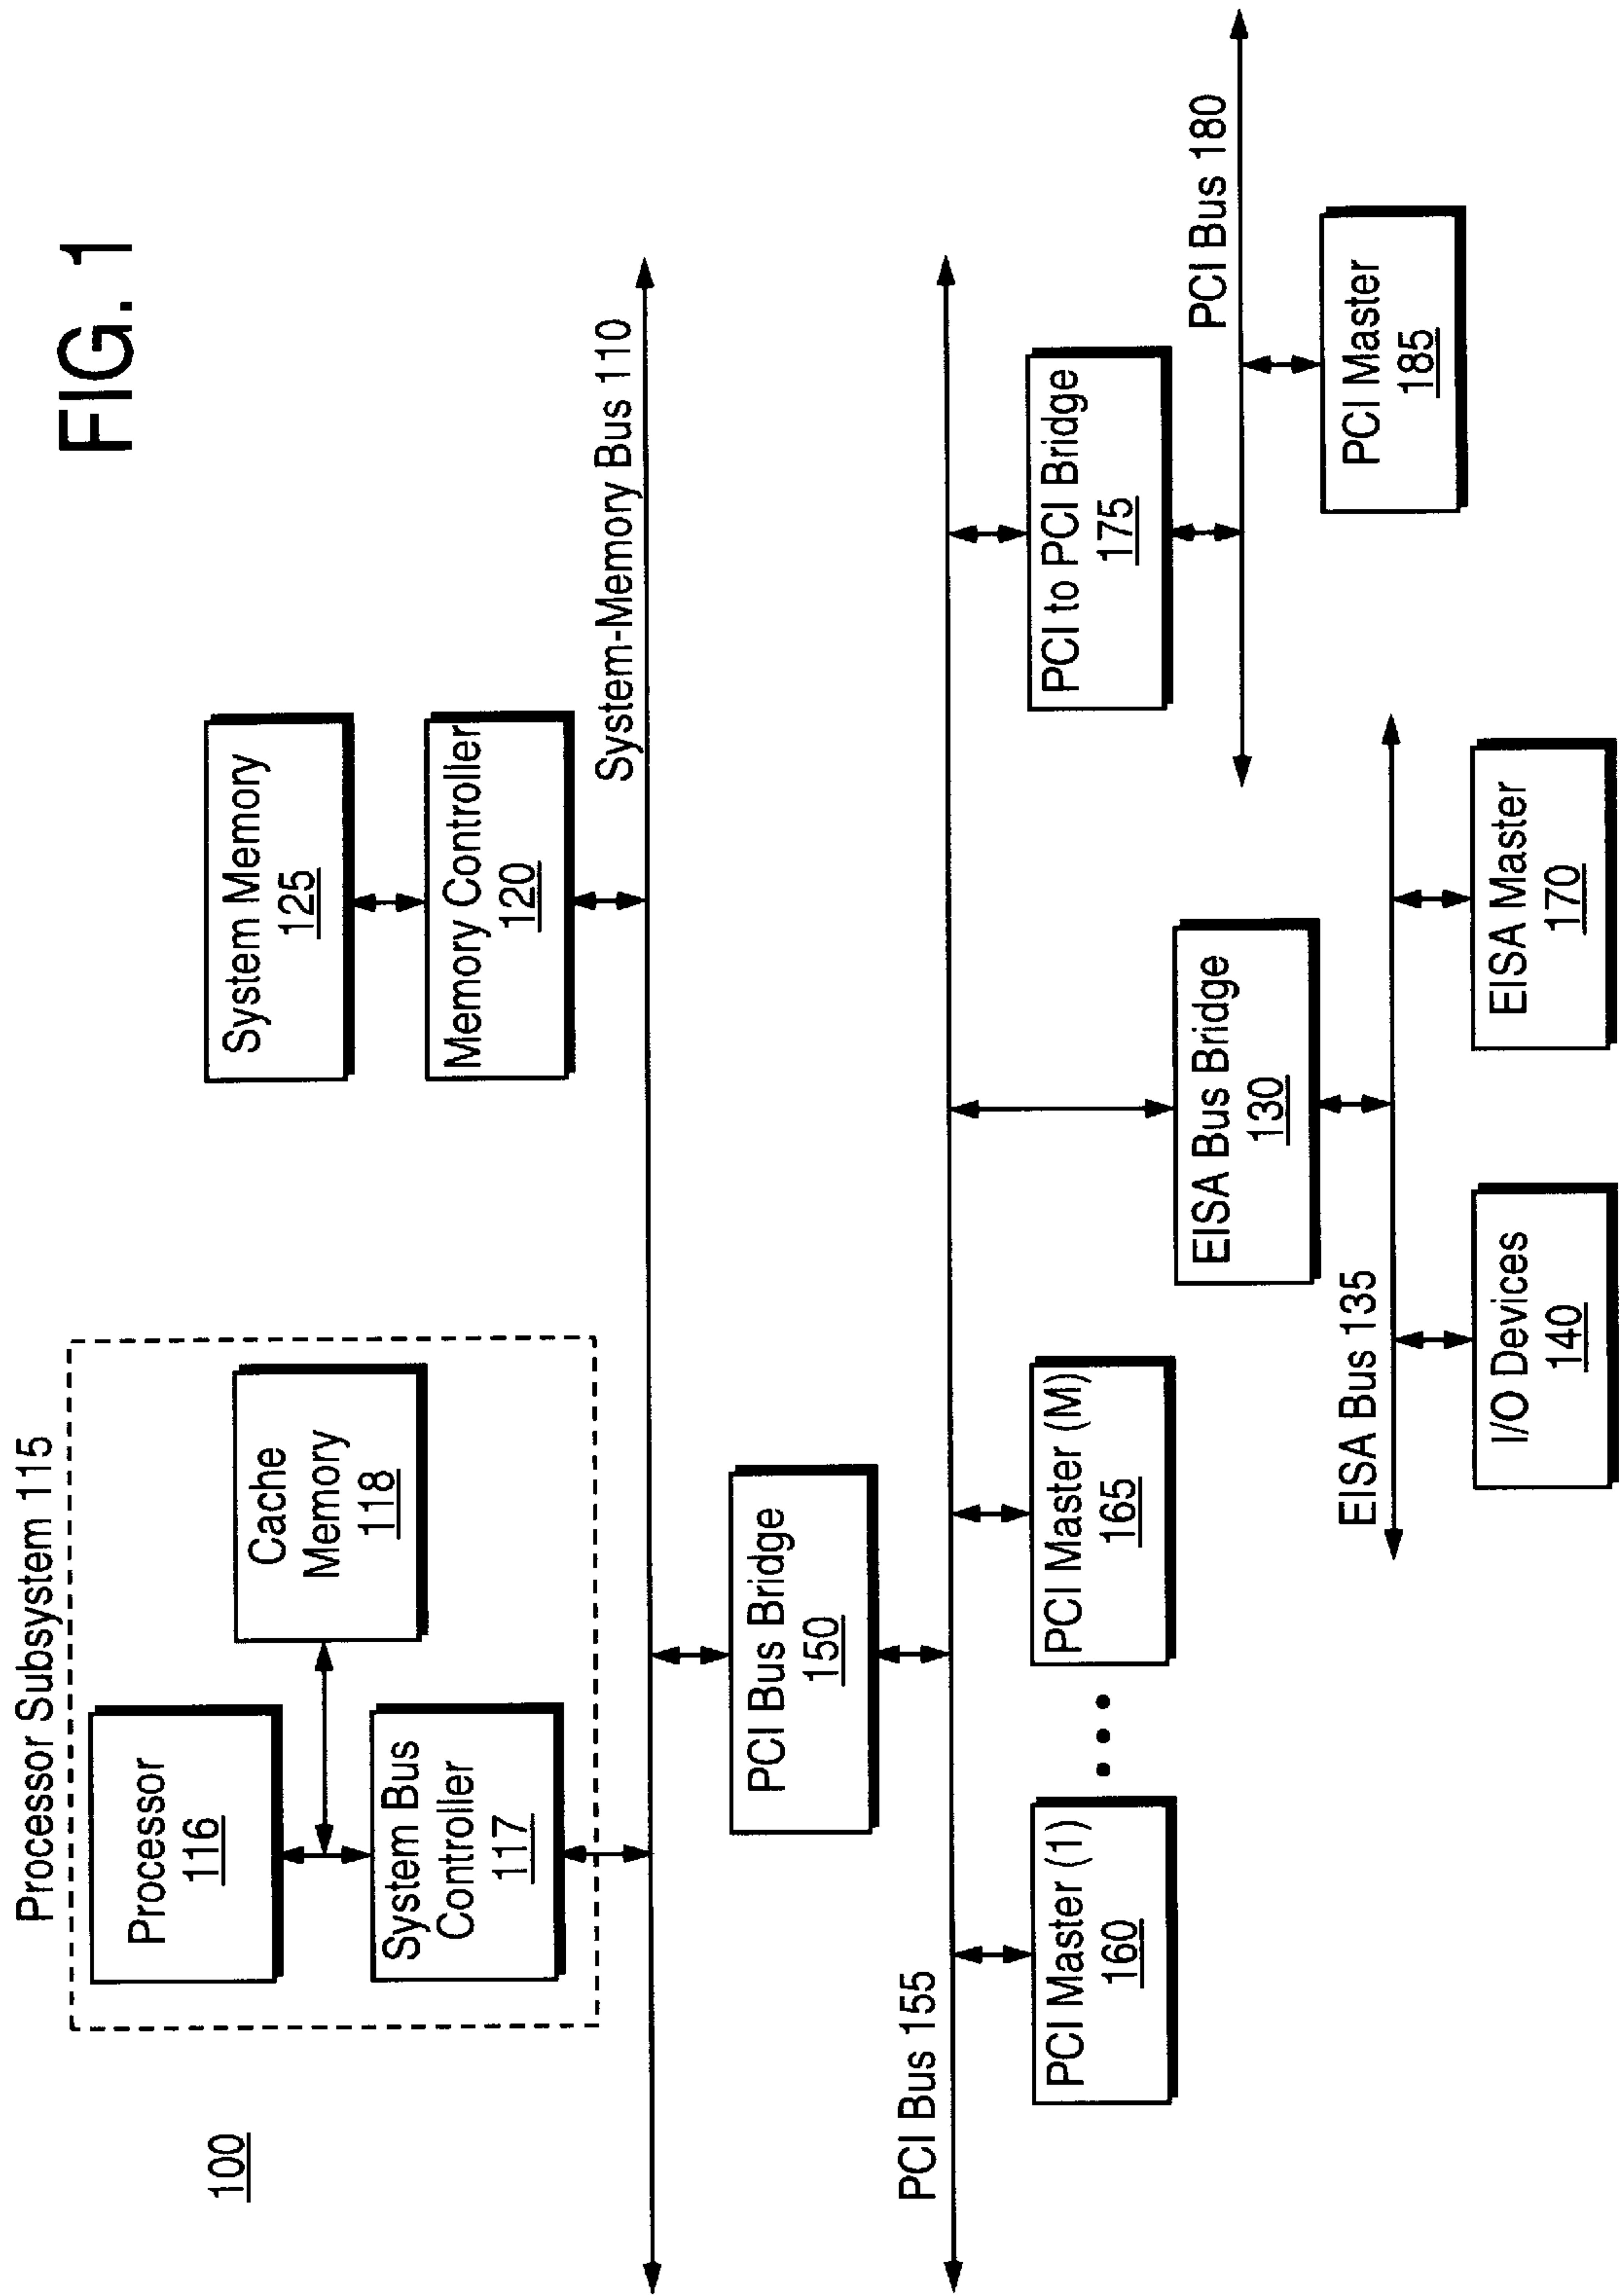 FIG. 1
100
Processor Subsystem 115
Processor
116
Cache
Memory
118
System Bus
Controller
117
System Memory
125
Memory Controller
120
System-Memory Bus 110
PCI Bus Bridge
150
PCI Bus 155
PCI Master (1)
160
PCI Master (M)
165
PCI to PCI Bridge
175
PCI Bus 180
PCI Master
185
EISA Bus Bridge
130
EISA Bus 135
I/O Devices
140
EISA Master
170